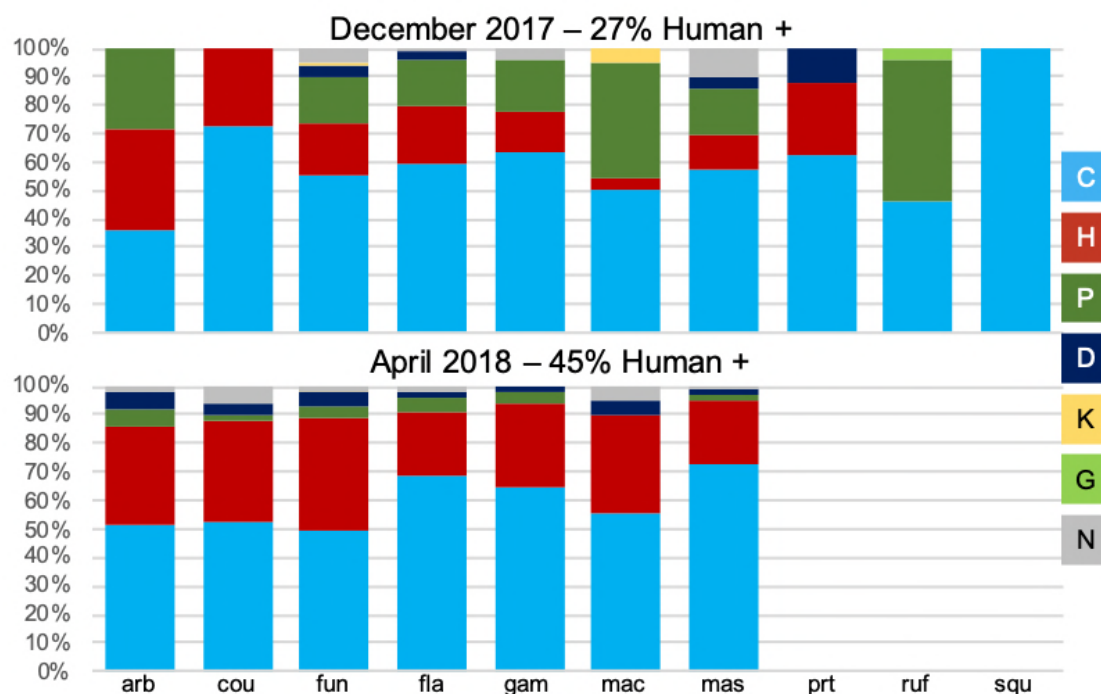 December 2017 – 27% Human +
100%
90%
80%
70%
60%
50%
40%
30%
20%
10%
0%
C
H
P
D
K
G
N
April 2018 – 45% Human +
100%
90%
80%
70%
60%
50%
40%
30%
20%
10%
0%
arb cou fun fla gam mac mas prt ruf squ